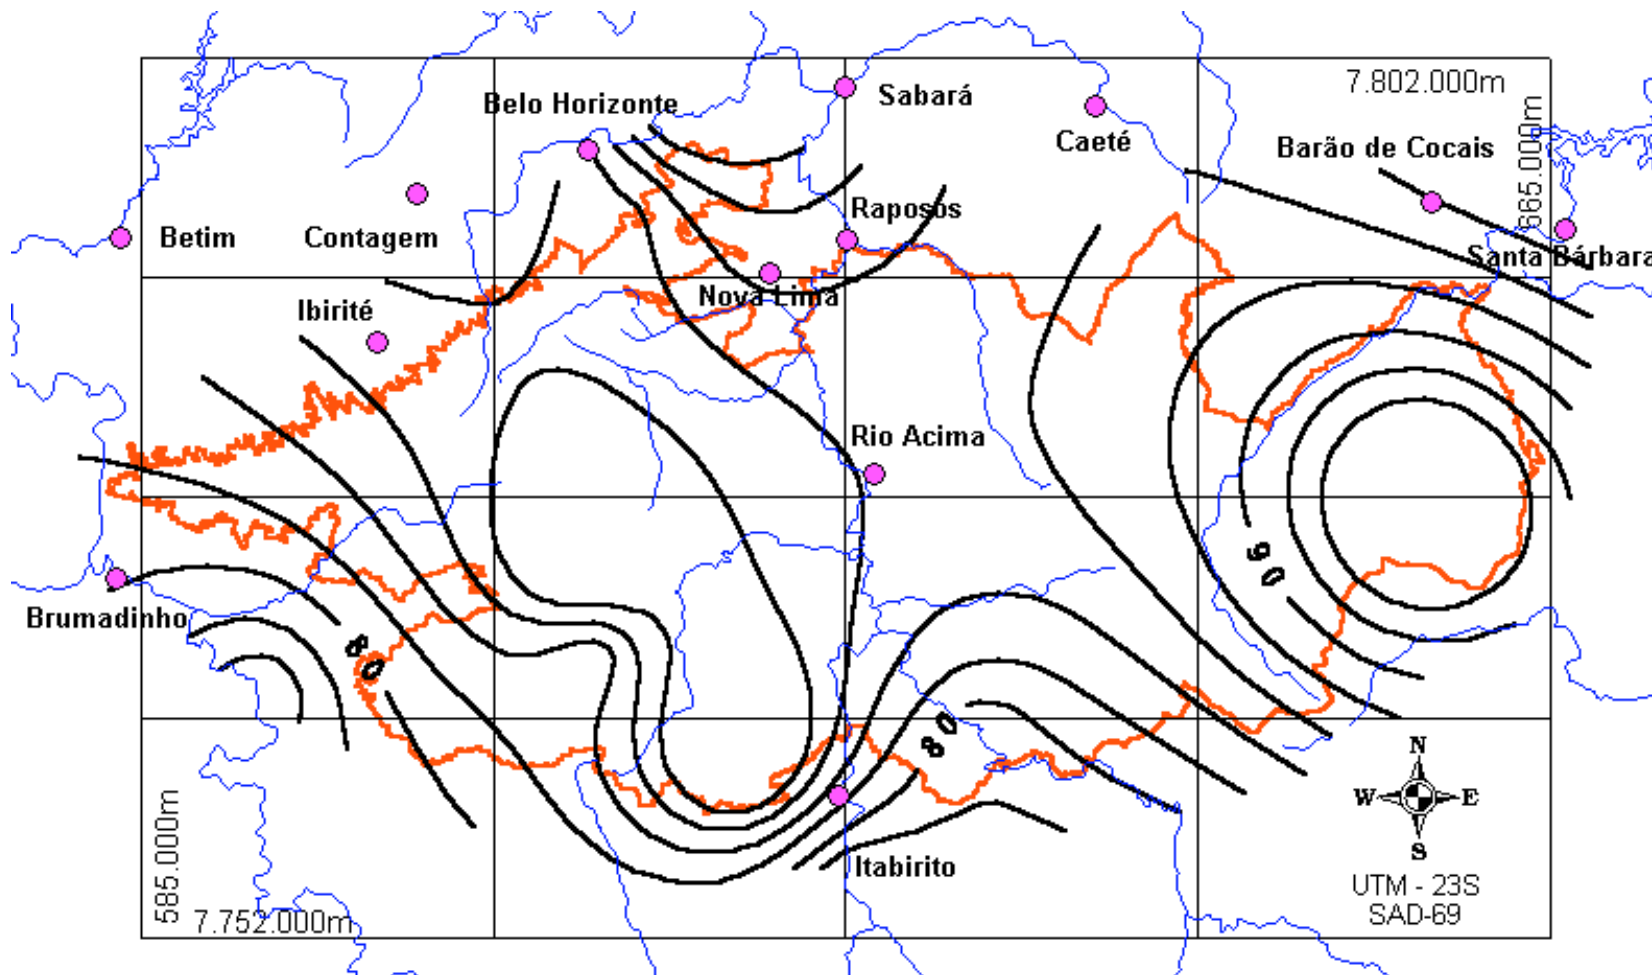 7.802.000m
Belo Horizonte
Sabará
Caeté
Barão de Cocais
665.000m
Betim
Contagem
Raposos
Santa Bárbara
Nova Lima
Ibirité
Rio Acima
90
Brumadinho
80
80
N
W E
S
585.000m
Itabirito
UTM - 23S
SAD-69
7.752.000m